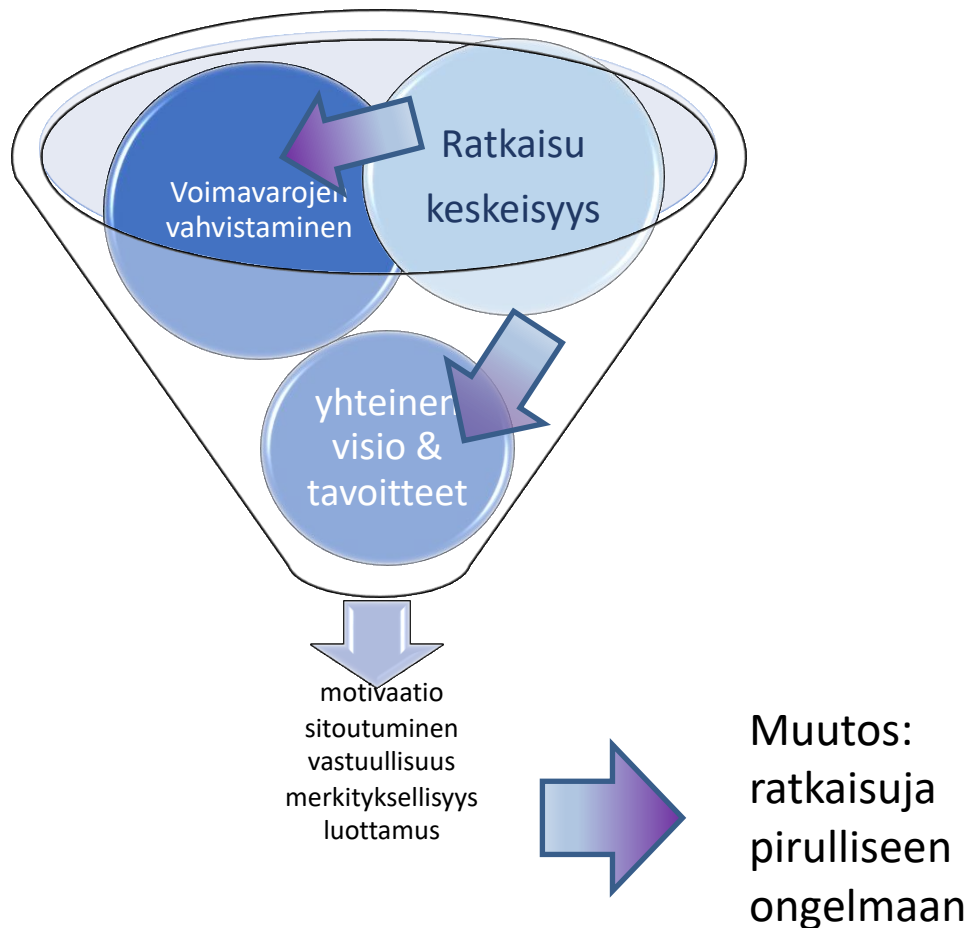 Ratkaisu
keskeisyys
Voimavarojen
vahvistaminen
yhteinen
visio &
tavoitteet
motivaatio
sitoutuminen
vastuullisuus
merkityksellisyys
luottamus
Muutos:
ratkaisuja
pirulliseen
ongelmaan